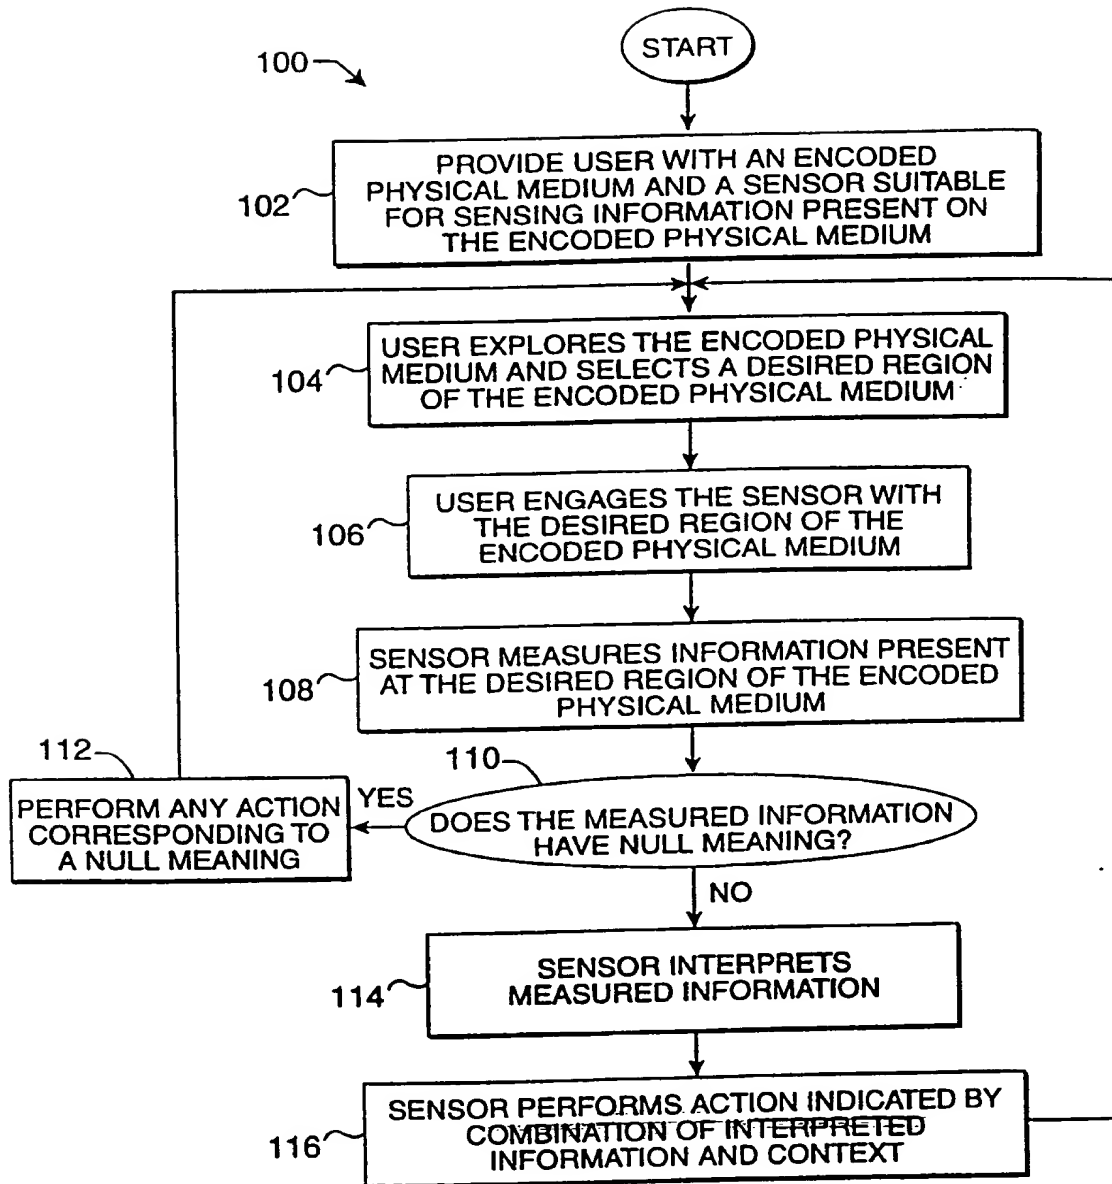 START
100
PROVIDE USER WITH AN ENCODED
PHYSICAL MEDIUM AND A SENSOR SUITABLE
FOR SENSING INFORMATION PRESENT ON
THE ENCODED PHYSICAL MEDIUM
102
USER EXPLORES THE ENCODED PHYSICAL
MEDIUM AND SELECTS A DESIRED REGION
OF THE ENCODED PHYSICAL MEDIUM
104
USER ENGAGES THE SENSOR WITH
THE DESIRED REGION OF THE
ENCODED PHYSICAL MEDIUM
106
SENSOR MEASURES INFORMATION PRESENT
AT THE DESIRED REGION OF THE ENCODED
PHYSICAL MEDIUM
108
112
110
PERFORM ANY ACTION
CORRESPONDING TO
A NULL MEANING
YES
DOES THE MEASURED INFORMATION
HAVE NULL MEANING?
NO
SENSOR INTERPRETS
MEASURED INFORMATION
114
SENSOR PERFORMS ACTION INDICATED BY
COMBINATION OF INTERPRETED
INFORMATION AND CONTEXT
116